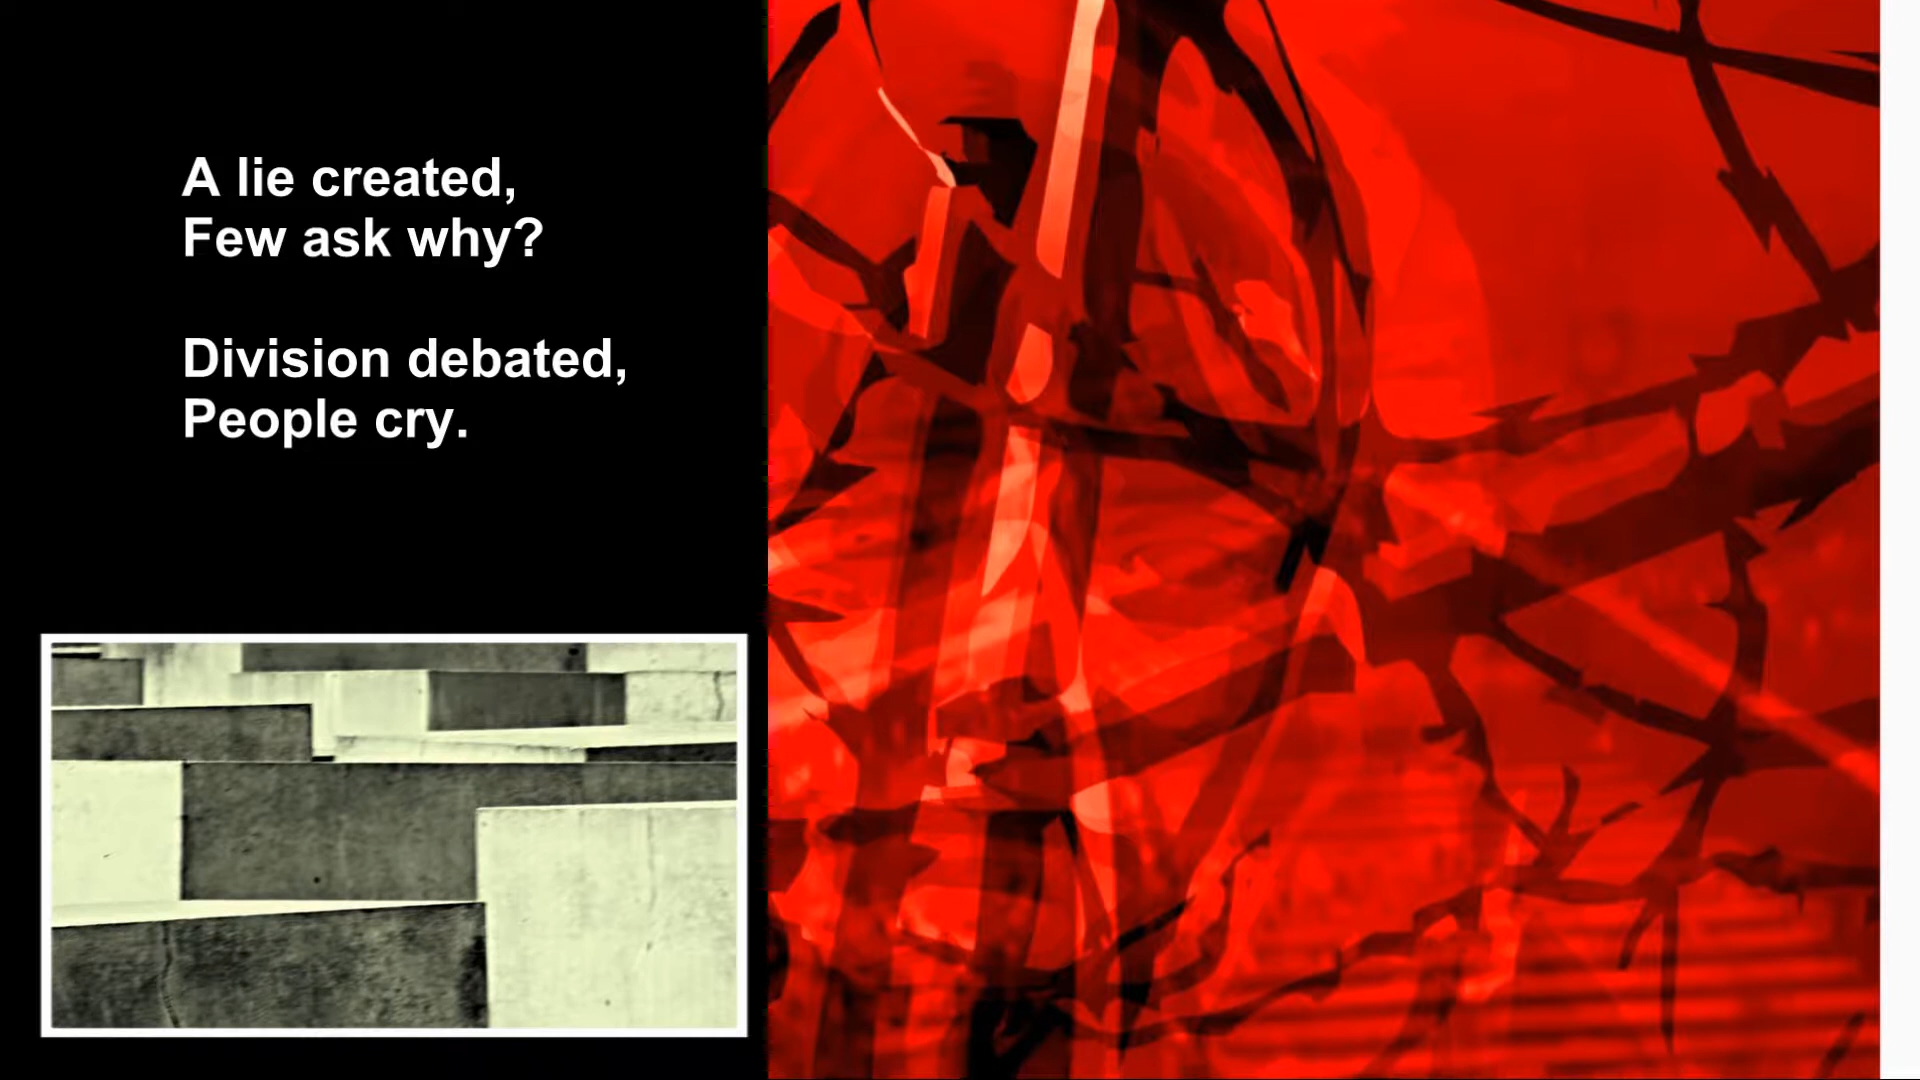 A lie created,
Few ask why?
Division debated,
People cry.